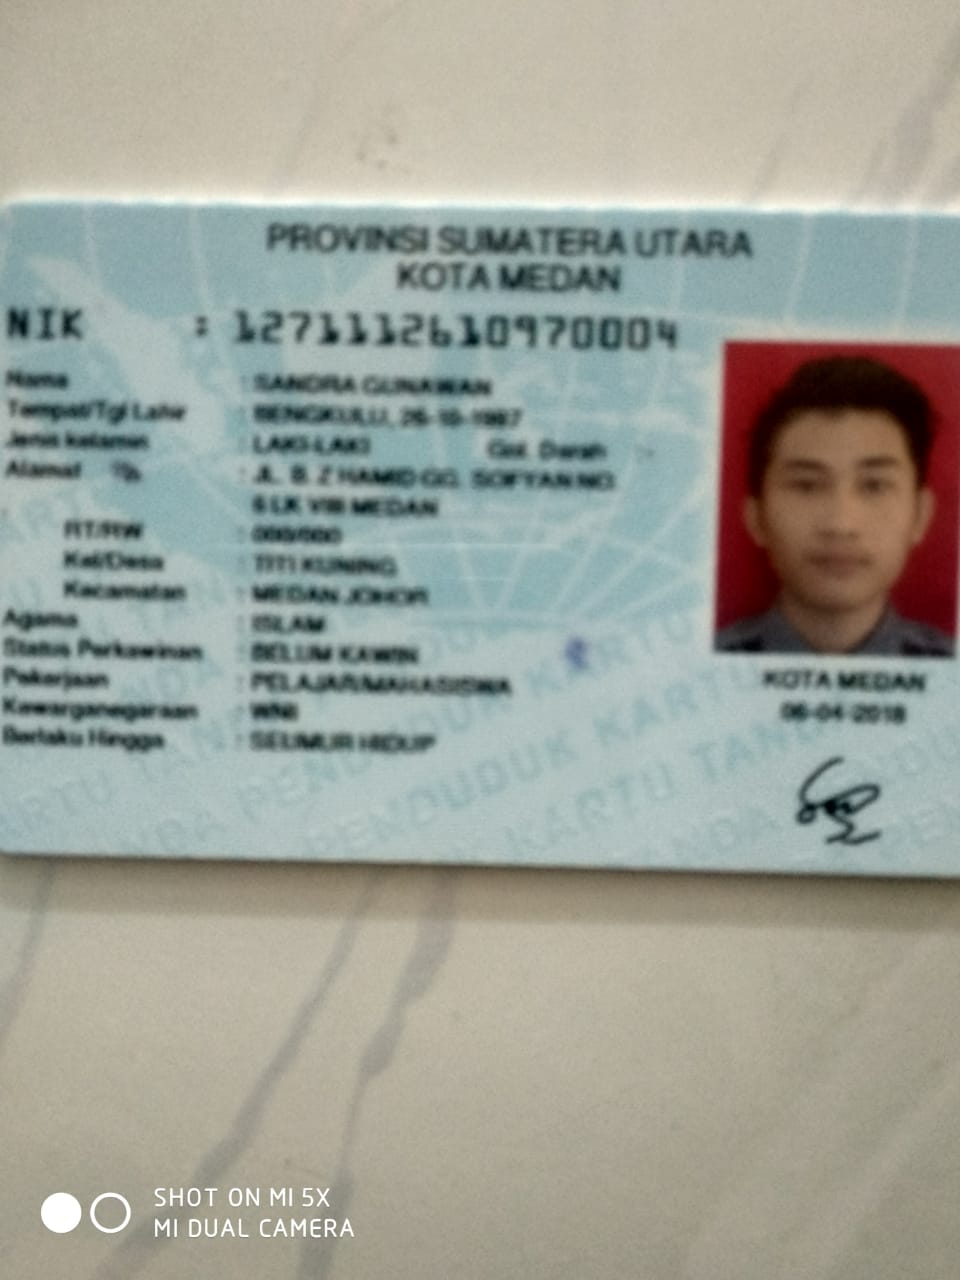 PROVINSI SUMATERA UTARA
KOTA MEDAN
NIK : 1271112610970004
Nama : SANDRA GUNAWAN
Tempat/Tgl Lahir : BENGKULU, 26-10-1997
Jenis kelamin : LAKI-LAKI Gol. Darah : -
Alamat : JL. B. Z HAMID GG. SOFYAN NO.
6 LK VIII MEDAN
RT/RW : 000/000
Kel/Desa : TITI KUNING
Kecamatan : MEDAN JOHOR
Agama : ISLAM
Status Perkawinan : BELUM KAWIN
Pekerjaan : PELAJAR/MAHASISWA
Kewarganegaraan : WNI
Berlaku Hingga : SEUMUR HIDUP
KOTA MEDAN
06-04-2018
SHOT ON MI 5X
MI DUAL CAMERA